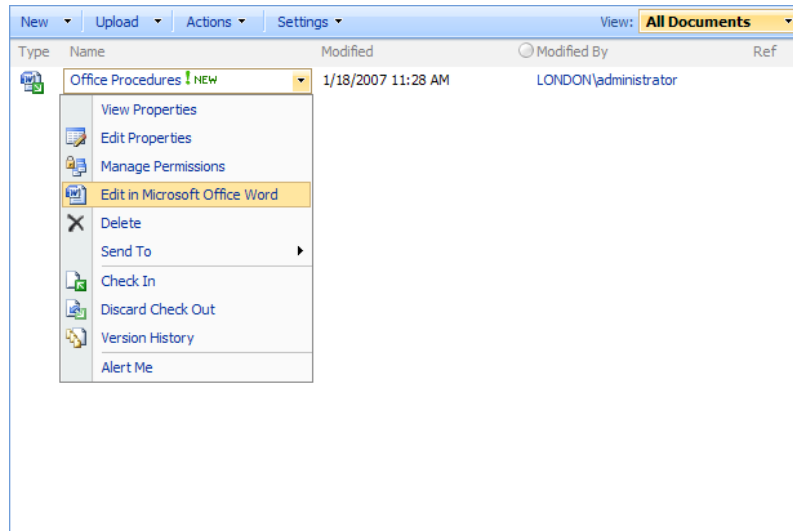 New Upload Actions Settings View: All Documents
Type Name Modified Modified By Ref
Office Procedures ! NEW 1/18/2007 11:28 AM LONDON\administrator
View Properties
Edit Properties
Manage Permissions
Edit in Microsoft Office Word
Delete
Send To
Check In
Discard Check Out
Version History
Alert Me